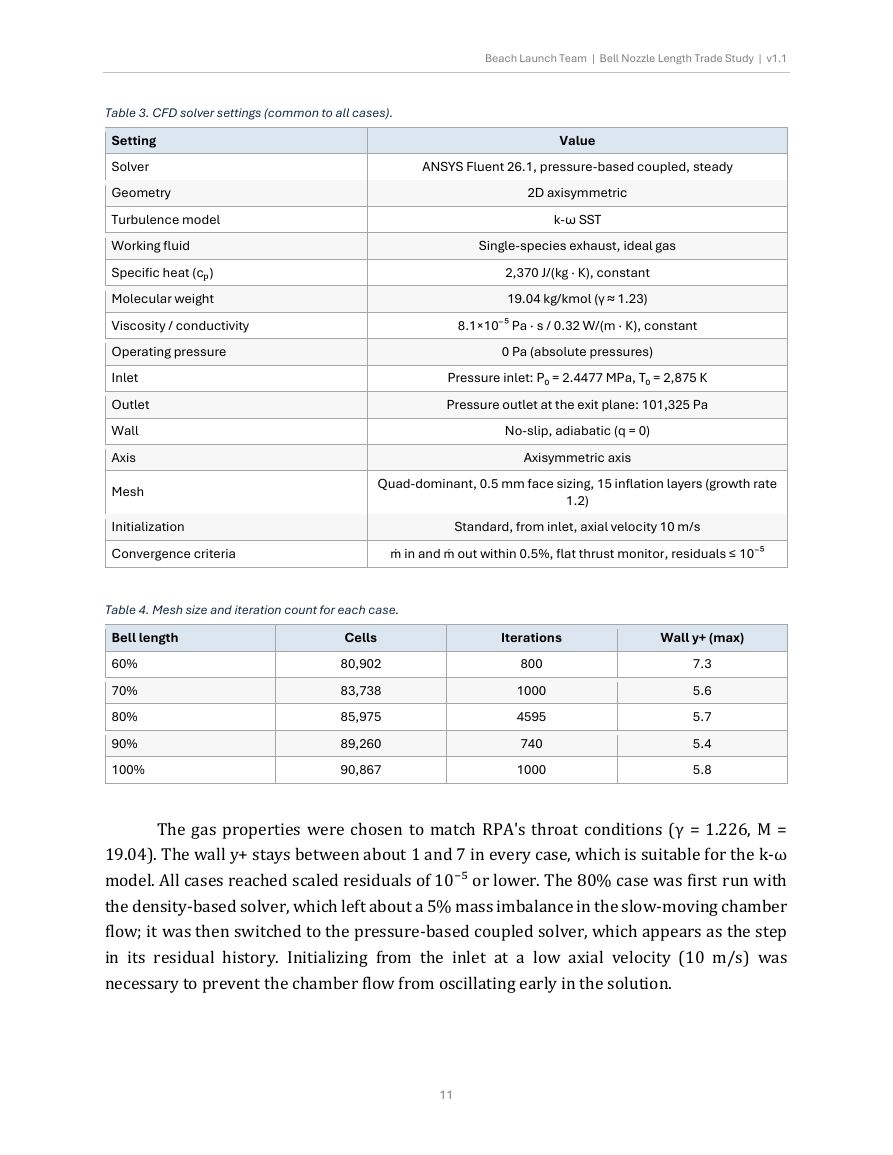 Beach Launch Team | Bell Nozzle Length Trade Study | v1.1
Table 3. CFD solver settings (common to all cases).
Setting Value
Solver ANSYS Fluent 26.1, pressure-based coupled, steady
Geometry 2D axisymmetric
Turbulence model k-ω SST
Working fluid Single-species exhaust, ideal gas
Specific heat (cₚ) 2,370 J/(kg · K), constant
Molecular weight 19.04 kg/kmol (γ ≈ 1.23)
Viscosity / conductivity 8.1×10⁻⁵ Pa · s / 0.32 W/(m · K), constant
Operating pressure 0 Pa (absolute pressures)
Inlet Pressure inlet: P₀ = 2.4477 MPa, T₀ = 2,875 K
Outlet Pressure outlet at the exit plane: 101,325 Pa
Wall No-slip, adiabatic (q = 0)
Axis Axisymmetric axis
Mesh Quad-dominant, 0.5 mm face sizing, 15 inflation layers (growth rate
1.2)
Initialization Standard, from inlet, axial velocity 10 m/s
Convergence criteria ṁ in and ṁ out within 0.5%, flat thrust monitor, residuals ≤ 10⁻⁵
Table 4. Mesh size and iteration count for each case.
Bell length Cells Iterations Wall y+ (max)
60% 80,902 800 7.3
70% 83,738 1000 5.6
80% 85,975 4595 5.7
90% 89,260 740 5.4
100% 90,867 1000 5.8
The gas properties were chosen to match RPA's throat conditions (γ = 1.226, M =
19.04). The wall y+ stays between about 1 and 7 in every case, which is suitable for the k-ω
model. All cases reached scaled residuals of 10⁻⁵ or lower. The 80% case was first run with
the density-based solver, which left about a 5% mass imbalance in the slow-moving chamber
flow; it was then switched to the pressure-based coupled solver, which appears as the step
in its residual history. Initializing from the inlet at a low axial velocity (10 m/s) was
necessary to prevent the chamber flow from oscillating early in the solution.
11